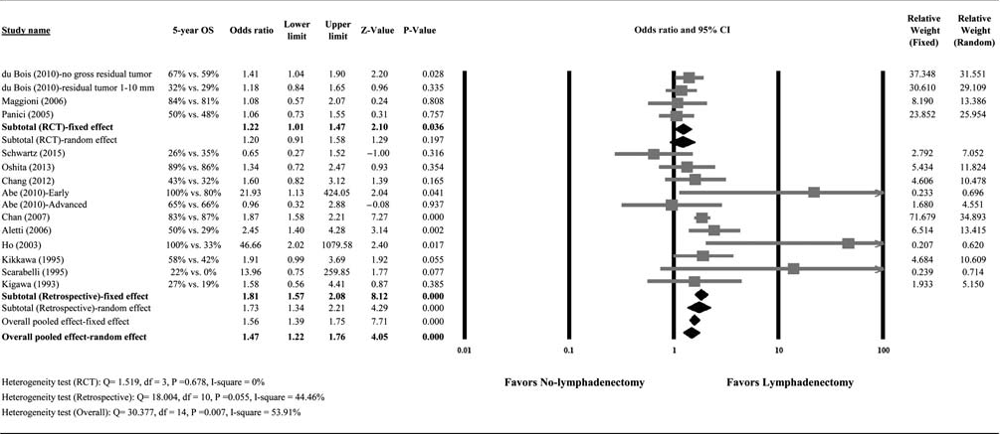 Study name 5-year OS Odds ratio Lower limit Upper limit Z-Value P-Value Odds ratio and 95% CI Relative Weight (Fixed) Relative Weight (Random)
du Bois (2010)-no gross residual tumor 67% vs. 59% 1.41 1.04 1.90 2.20 0.028 37.348 31.551
du Bois (2010)-residual tumor 1-10 mm 32% vs. 29% 1.18 0.84 1.65 0.96 0.335 30.610 29.109
Maggioni (2006) 84% vs. 81% 1.08 0.57 2.07 0.24 0.808 8.190 13.386
Panici (2005) 50% vs. 48% 1.06 0.73 1.55 0.31 0.757 23.852 25.954
Subtotal (RCT)-fixed effect 1.22 1.01 1.47 2.10 0.036
Subtotal (RCT)-random effect 1.20 0.91 1.58 1.29 0.197
Schwartz (2015) 26% vs. 35% 0.65 0.27 1.52 −1.00 0.316 2.792 7.052
Oshita (2013) 89% vs. 86% 1.34 0.72 2.47 0.93 0.354 5.434 11.824
Chang (2012) 43% vs. 32% 1.60 0.82 3.12 1.39 0.165 4.606 10.478
Abe (2010)-Early 100% vs. 80% 21.93 1.13 424.05 2.04 0.041 0.233 0.696
Abe (2010)-Advanced 65% vs. 66% 0.96 0.32 2.88 −0.08 0.937 1.680 4.551
Chan (2007) 83% vs. 87% 1.87 1.58 2.21 7.27 0.000 71.679 34.893
Aletti (2006) 50% vs. 29% 2.45 1.40 4.28 3.14 0.002 6.514 13.415
Ho (2003) 100% vs. 33% 46.66 2.02 1079.58 2.40 0.017 0.207 0.620
Kikkawa (1995) 58% vs. 42% 1.91 0.99 3.69 1.92 0.055 4.684 10.609
Scarabelli (1995) 22% vs. 0% 13.96 0.75 259.85 1.77 0.077 0.239 0.714
Kigawa (1993) 27% vs. 19% 1.58 0.56 4.41 0.87 0.385 1.933 5.150
Subtotal (Retrospective)-fixed effect 1.81 1.57 2.08 8.12 0.000
Subtotal (Retrospective)-random effect 1.73 1.34 2.21 4.29 0.000
Overall pooled effect-fixed effect 1.56 1.39 1.75 7.71 0.000
Overall pooled effect-random effect 1.47 1.22 1.76 4.05 0.000
0.01 0.1 1 10 100
Favors No-lymphadenectomy Favors Lymphadenectomy
Heterogeneity test (RCT): Q= 1.519, df = 3, P =0.678, I-square = 0%
Heterogeneity test (Retrospective): Q= 18.004, df = 10, P =0.055, I-square = 44.46%
Heterogeneity test (Overall): Q= 30.377, df = 14, P =0.007, I-square = 53.91%